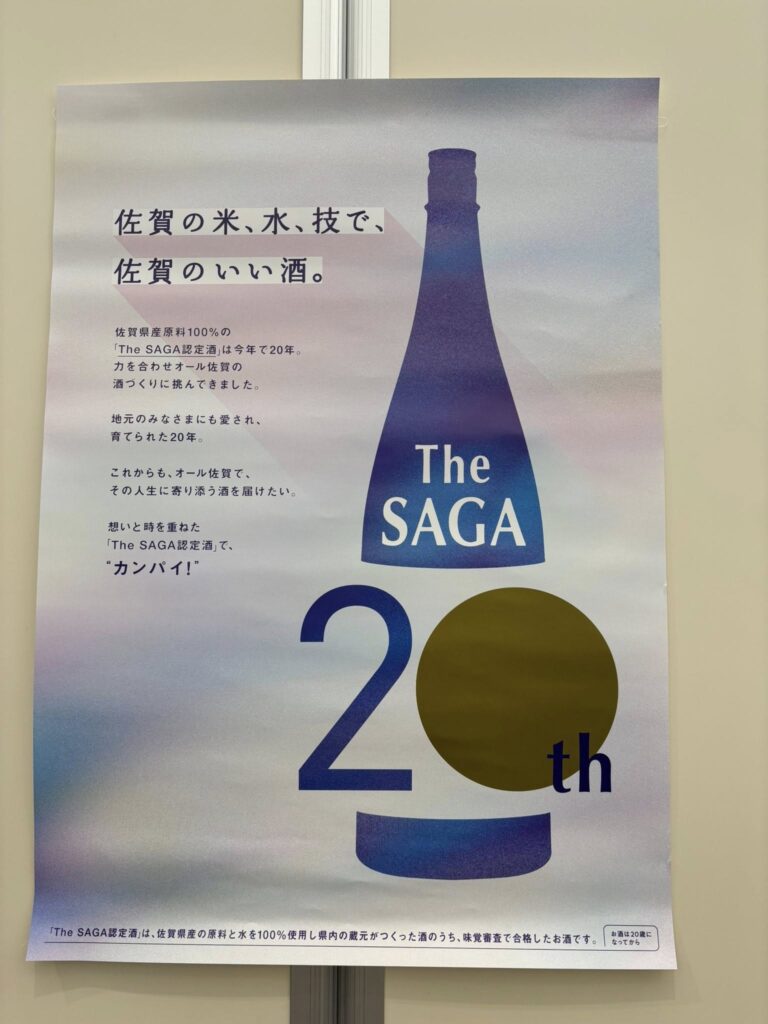 佐賀の米、水、技で、
佐賀のいい酒。
佐賀県産原料100%の
「The SAGA認定酒」は今年で20年。
力を合わせオール佐賀の
酒づくりに挑んできました。
地元のみなさまにも愛され、
育てられた20年。
これからも、オール佐賀で、
その人生に寄り添う酒を届けたい。
想いと時を重ねた
「The SAGA認定酒」で、
“カンパイ!”
The
SAGA
20th
「The SAGA認定酒」は、佐賀県産の原料と水を100%使用し県内の蔵元がつくった酒のうち、味覚審査で合格したお酒です。
お酒は20歳に
なってから